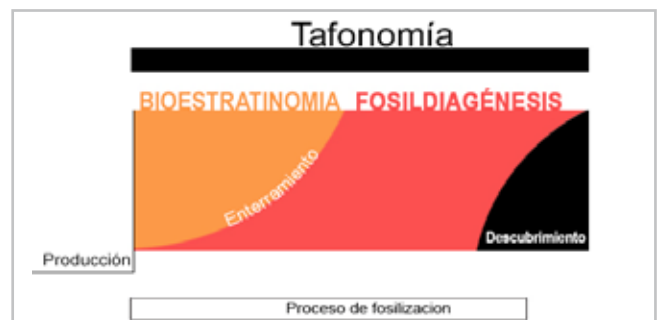 Tafonomía
BIOESTRATINOMIA FOSILDIAGÉNESIS
Enterramiento
Descubrimiento
Producción
Proceso de fosilizacion